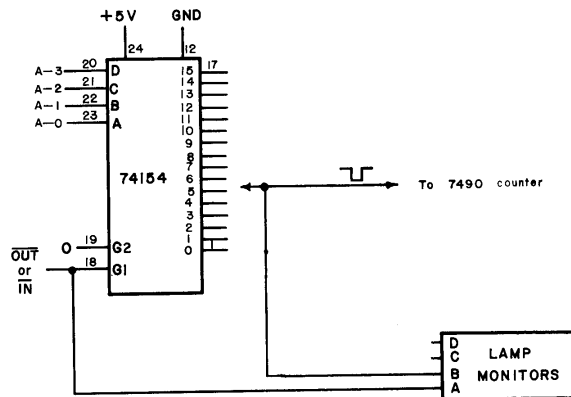 +5V GND
24 12
A-3 20 D 15 17
A-2 21 C 14
13
A-1 22 B 12
A-0 23 A 11
10
9
8
74154 7
6
5 To 7490 counter
4
3
2
0 19 G2 1
0
OUT
or
IN
18 G1
D
C LAMP
B MONITORS
A